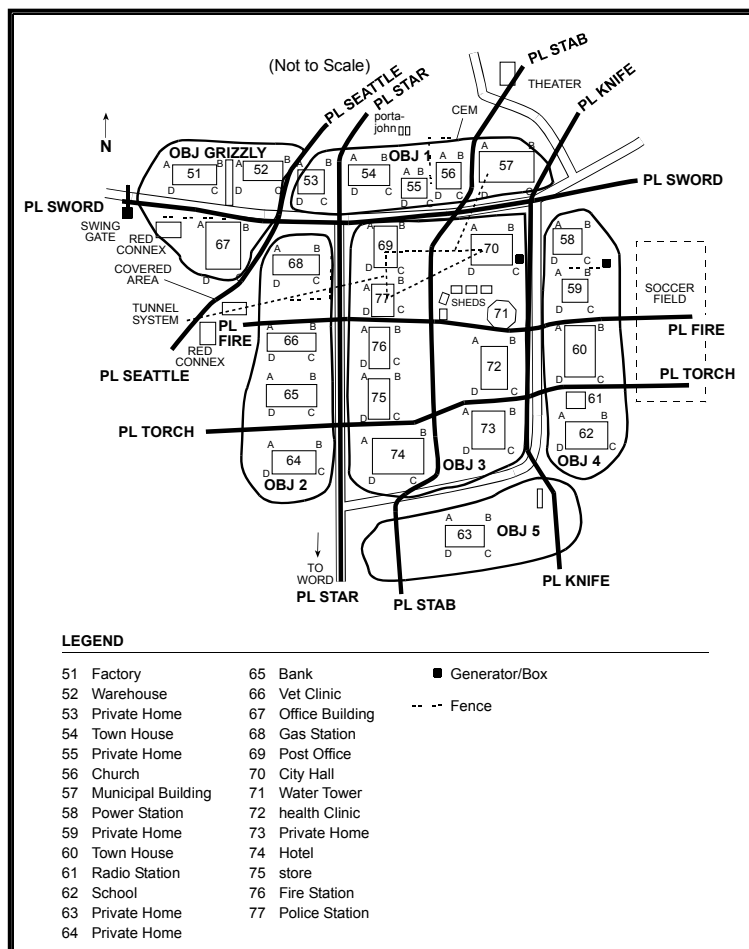 (Not to Scale)
PL SEATTLE
PL STAR
PL STAB
PL KNIFE
THEATER
porta-
john
CEM
N
OBJ GRIZZLY
OBJ 1
A B
51
D C
A B
52
D C
A B
53
D C
A B
54
D C
A B
55
D C
A B
56
D C
A B
57
D C
PL SWORD
PL SWORD
SWING
GATE
RED
CONNEX
A B
67
D C
COVERED
AREA
TUNNEL
SYSTEM
RED
CONNEX
A B
68
D C
A B
69
D C
A B
70
D C
A B
58
D C
A B
59
D C
SOCCER
FIELD
A B
77
D C
SHEDS
71
PL
FIRE
PL FIRE
PL SEATTLE
A B
66
D C
A B
76
D C
A B
72
D C
A B
60
D C
PL TORCH
A B
65
D C
A B
75
D C
61
PL TORCH
A B
64
D C
OBJ 2
A B
74
D C
A B
73
D C
OBJ 3
A B
62
D C
OBJ 4
A B
63
D C
OBJ 5
TO
WORD
PL STAR
PL STAB
PL KNIFE
LEGEND
51 Factory
52 Warehouse
53 Private Home
54 Town House
55 Private Home
56 Church
57 Municipal Building
58 Power Station
59 Private Home
60 Town House
61 Radio Station
62 School
63 Private Home
64 Private Home
65 Bank
66 Vet Clinic
67 Office Building
68 Gas Station
69 Post Office
70 City Hall
71 Water Tower
72 health Clinic
73 Private Home
74 Hotel
75 store
76 Fire Station
77 Police Station
Generator/Box
Fence